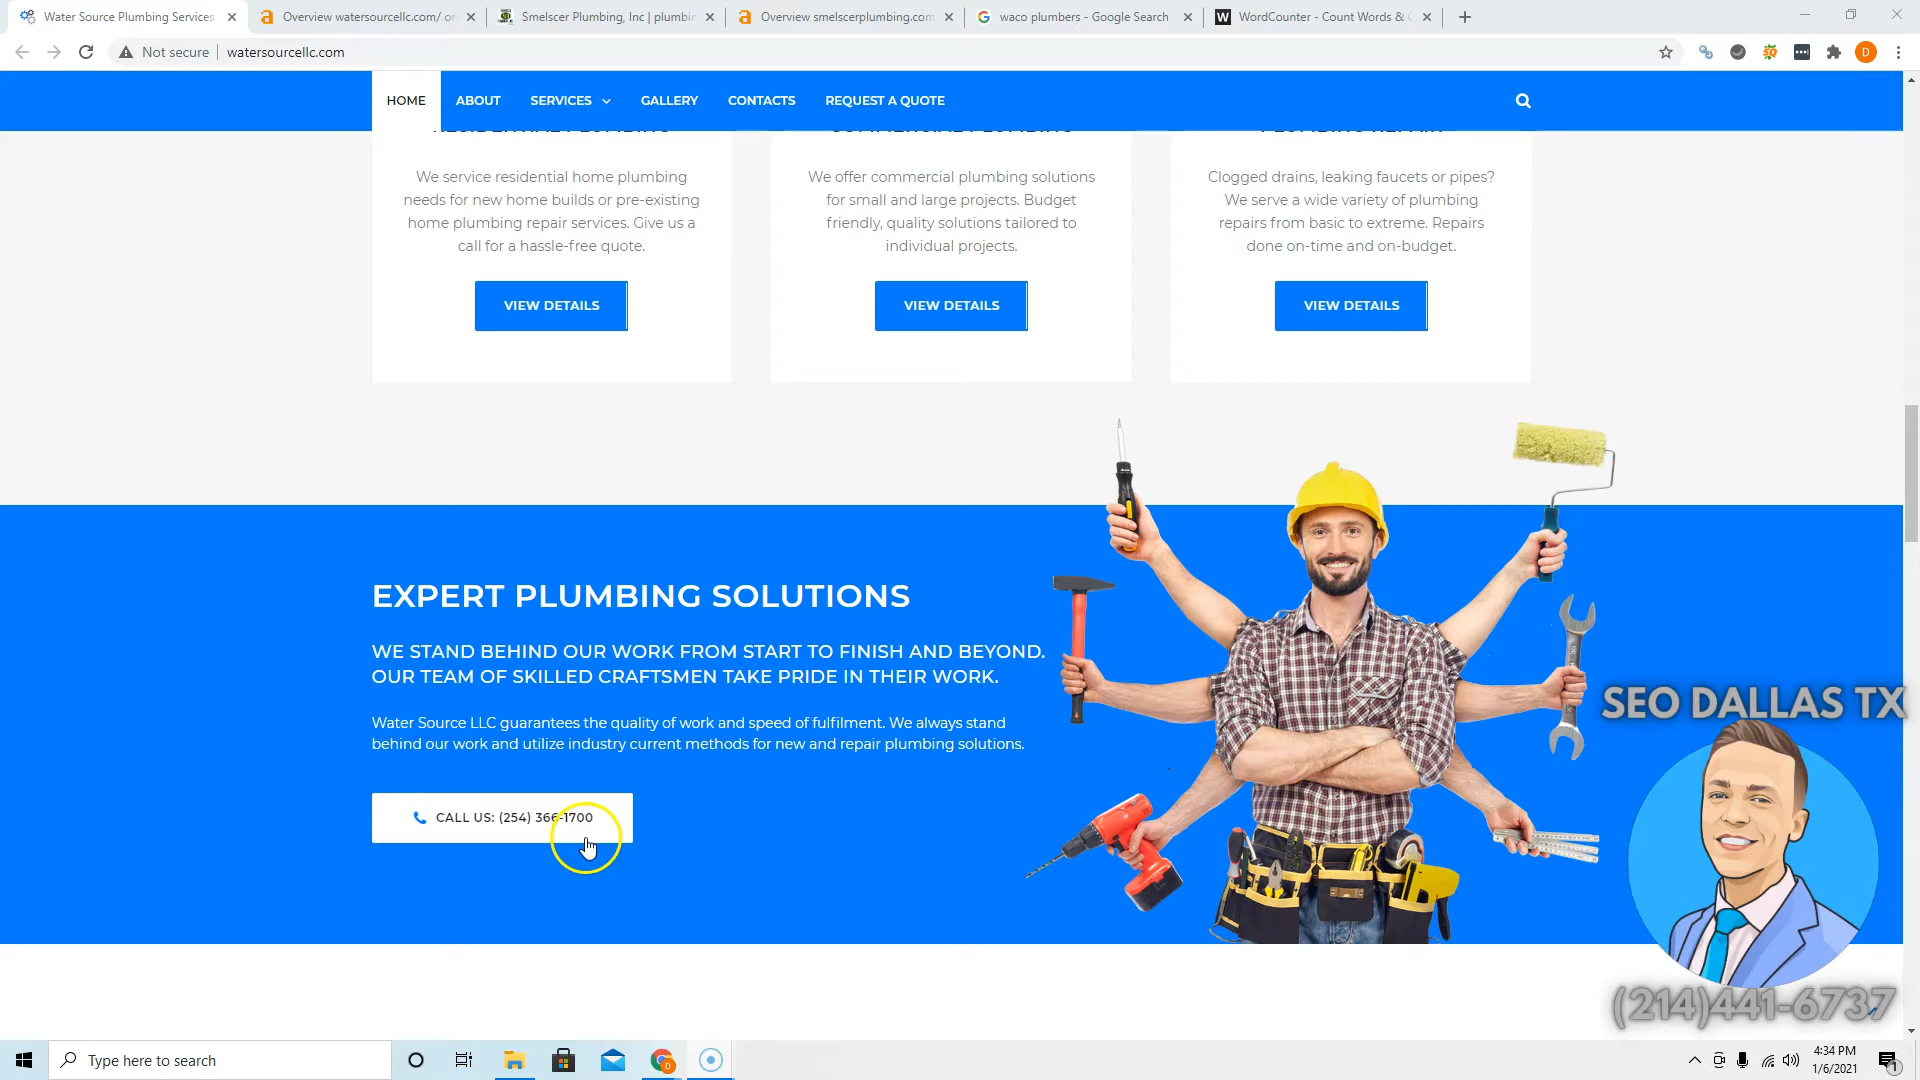 Water Source Plumbing Services
Overview watersourcellc.com/ on
Smelscer Plumbing, Inc | plumbin
Overview smelscerplumbing.com
waco plumbers - Google Search
WordCounter - Count Words & C
Not secure
watersourcellc.com
D
HOME
ABOUT
SERVICES
GALLERY
CONTACTS
REQUEST A QUOTE
RESIDENTIAL PLUMBING
COMMERCIAL PLUMBING
PLUMBING REPAIR
We service residential home plumbing
needs for new home builds or pre-existing
home plumbing repair services. Give us a
call for a hassle-free quote.
VIEW DETAILS
We offer commercial plumbing solutions
for small and large projects. Budget
friendly, quality solutions tailored to
individual projects.
VIEW DETAILS
Clogged drains, leaking faucets or pipes?
We serve a wide variety of plumbing
repairs from basic to extreme. Repairs
done on-time and on-budget.
VIEW DETAILS
EXPERT PLUMBING SOLUTIONS
WE STAND BEHIND OUR WORK FROM START TO FINISH AND BEYOND.
OUR TEAM OF SKILLED CRAFTSMEN TAKE PRIDE IN THEIR WORK.
Water Source LLC guarantees the quality of work and speed of fulfilment. We always stand
behind our work and utilize industry current methods for new and repair plumbing solutions.
CALL US: (254) 366-1700
SEO DALLAS TX
(214)441-6737
Type here to search
4:34 PM
1/6/2021
1